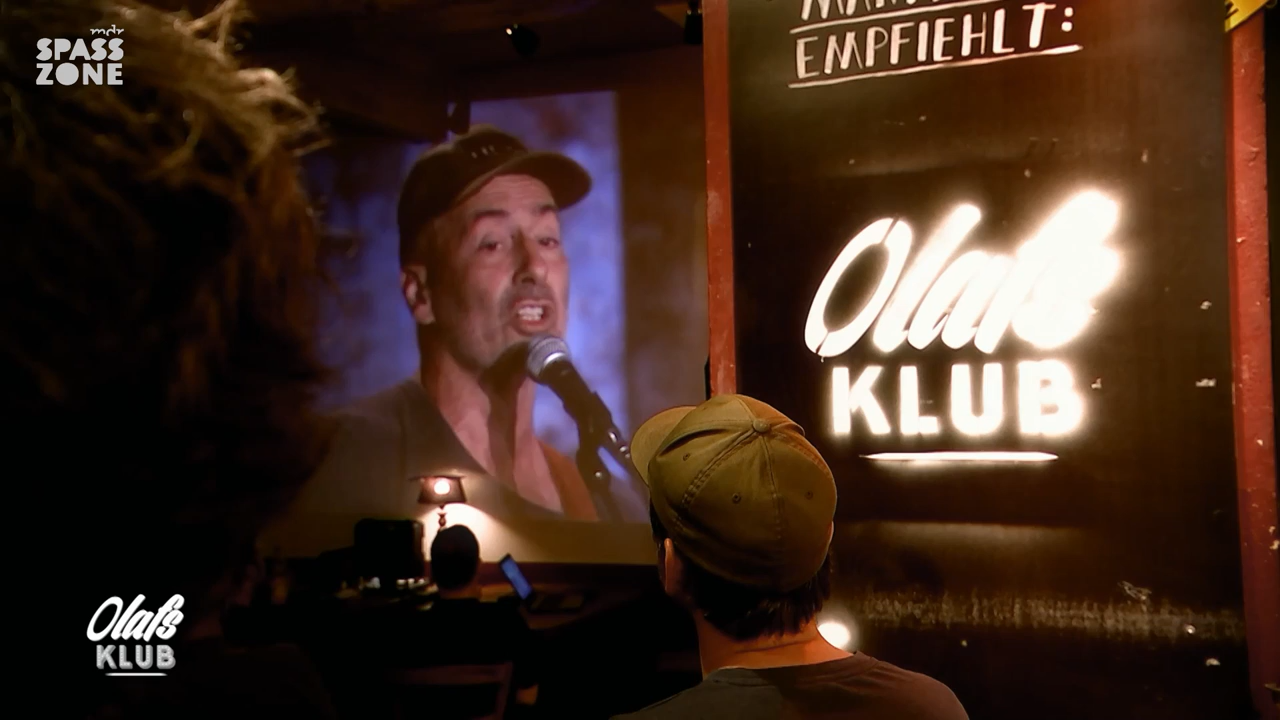 mdr
SPASS
ZONE
EMPFIEHLT:
Olafs
KLUB
Olafs
KLUB